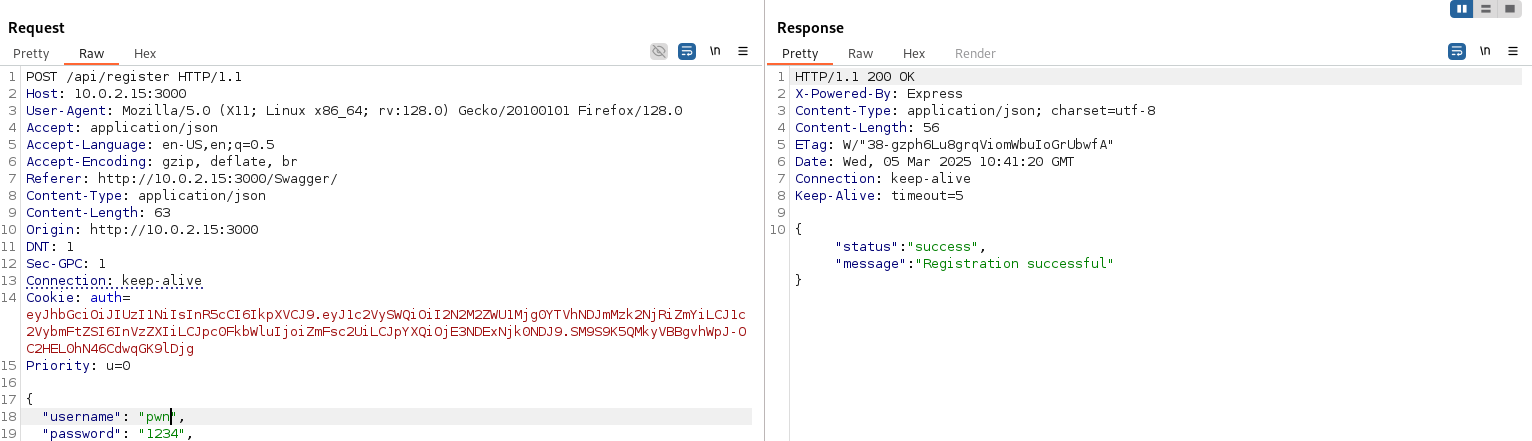 Request
Pretty Raw Hex
\n
1 POST /api/register HTTP/1.1
2 Host: 10.0.2.15:3000
3 User-Agent: Mozilla/5.0 (X11; Linux x86_64; rv:128.0) Gecko/20100101 Firefox/128.0
4 Accept: application/json
5 Accept-Language: en-US,en;q=0.5
6 Accept-Encoding: gzip, deflate, br
7 Referer: http://10.0.2.15:3000/Swagger/
8 Content-Type: application/json
9 Content-Length: 63
10 Origin: http://10.0.2.15:3000
11 DNT: 1
12 Sec-GPC: 1
13 Connection: keep-alive
14 Cookie: auth=
eyJhbGciOiJIUzI1NiIsInR5cCI6IkpXVCJ9.eyJ1c2VySWQiOiI2N2M2ZWU1Mjg0YTVhNDJmMzk2NjRiZmYiLCJ1c
2VybmFtZSI6InVzZXIiLCJpc0FkbWluIjoiZmFsc2UiLCJpYXQiOjE3NDExNjk0NDJ9.SM9S9K5QMkyVBBgvhWpJ-O
C2HEL0hN46CdwqGK9lDjg
15 Priority: u=0
16
17 {
18 "username": "pwn",
19 "password": "1234",
Response
Pretty Raw Hex Render
\n
1 HTTP/1.1 200 OK
2 X-Powered-By: Express
3 Content-Type: application/json; charset=utf-8
4 Content-Length: 56
5 ETag: W/"38-gzph6Lu8grqViomWbuIoGrUbwfA"
6 Date: Wed, 05 Mar 2025 10:41:20 GMT
7 Connection: keep-alive
8 Keep-Alive: timeout=5
9
10 {
"status":"success",
"message":"Registration successful"
}